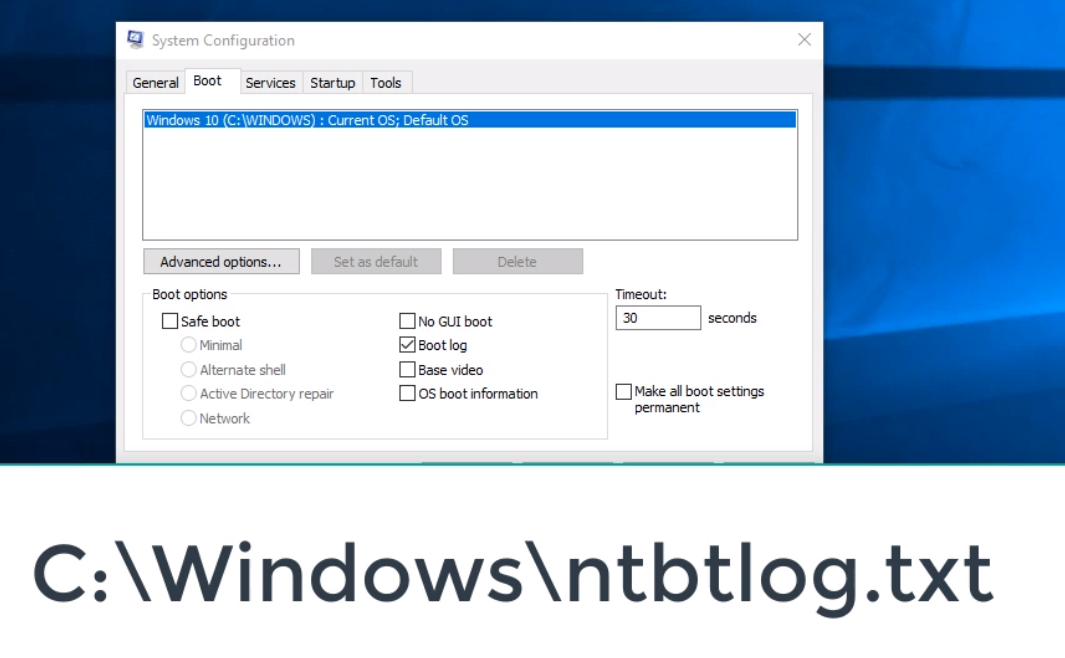 System Configuration
General Boot Services Startup Tools
Windows 10 (C:\WINDOWS) : Current OS; Default OS
Advanced options... Set as default Delete
Boot options
Timeout:
Safe boot No GUI boot 30 seconds
Minimal Boot log
Alternate shell Base video
Active Directory repair OS boot information Make all boot settings
permanent
Network
C:\Windows\ntbtlog.txt